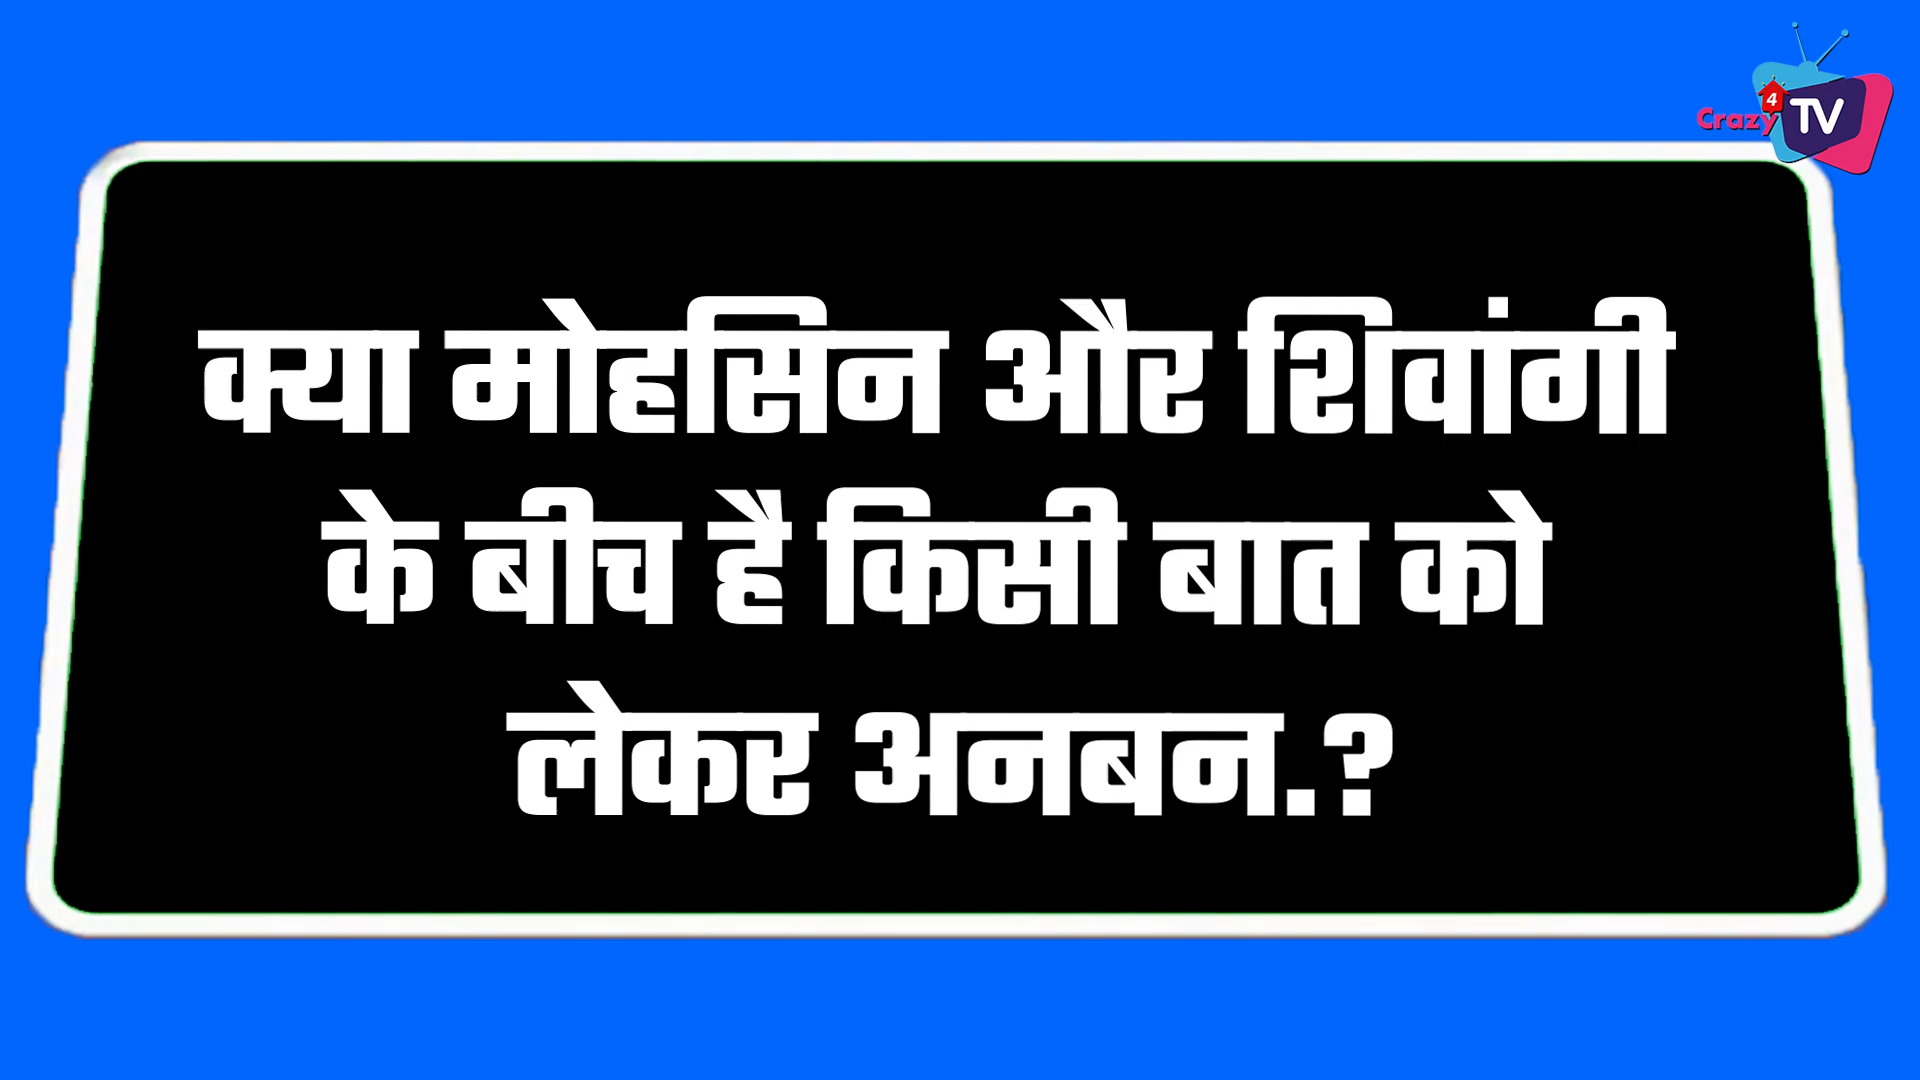 Crazy 4 TV
क्या मोहसिन और शिवांगी
के बीच है किसी बात को
लेकर अनबन.?